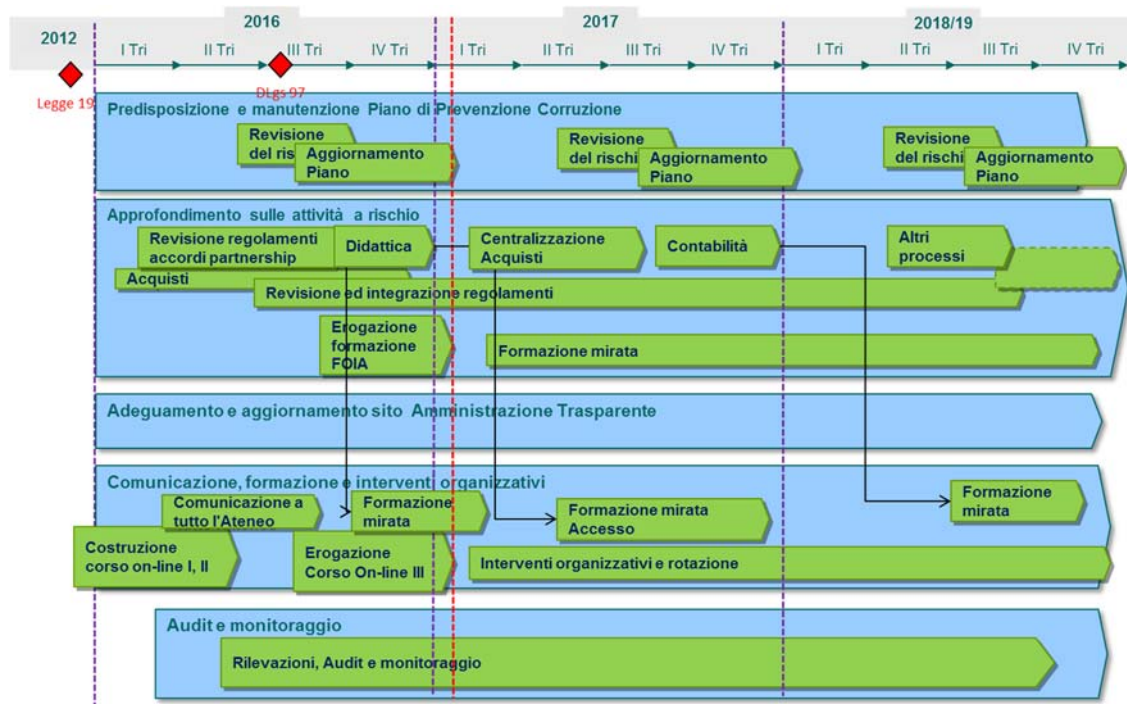 2012
2016
2017
2018/19
I Tri
II Tri
III Tri
IV Tri
I Tri
II Tri
III Tri
IV Tri
I Tri
II Tri
III Tri
IV Tri
Legge 19
DLgs 97
Predisposizione e manutenzione Piano di Prevenzione Corruzione
Revisione
del ris
Aggiornamento
Piano
Revisione
del rischi
Aggiornamento
Piano
Revisione
del rischi
Aggiornamento
Piano
Approfondimento sulle attività a rischio
Revisione regolamenti
accordi partnership
Didattica
Centralizzazione
Acquisti
Contabilità
Altri
processi
Acquisti
Revisione ed integrazione regolamenti
Erogazione
formazione
FOIA
Formazione mirata
Adeguamento e aggiornamento sito Amministrazione Trasparente
Comunicazione, formazione e interventi organizzativi
Comunicazione a
tutto l'Ateneo
Formazione
mirata
Formazione mirata
Accesso
Formazione
mirata
Costruzione
corso on-line I, II
Erogazione
Corso On-line III
Interventi organizzativi e rotazione
Audit e monitoraggio
Rilevazioni, Audit e monitoraggio